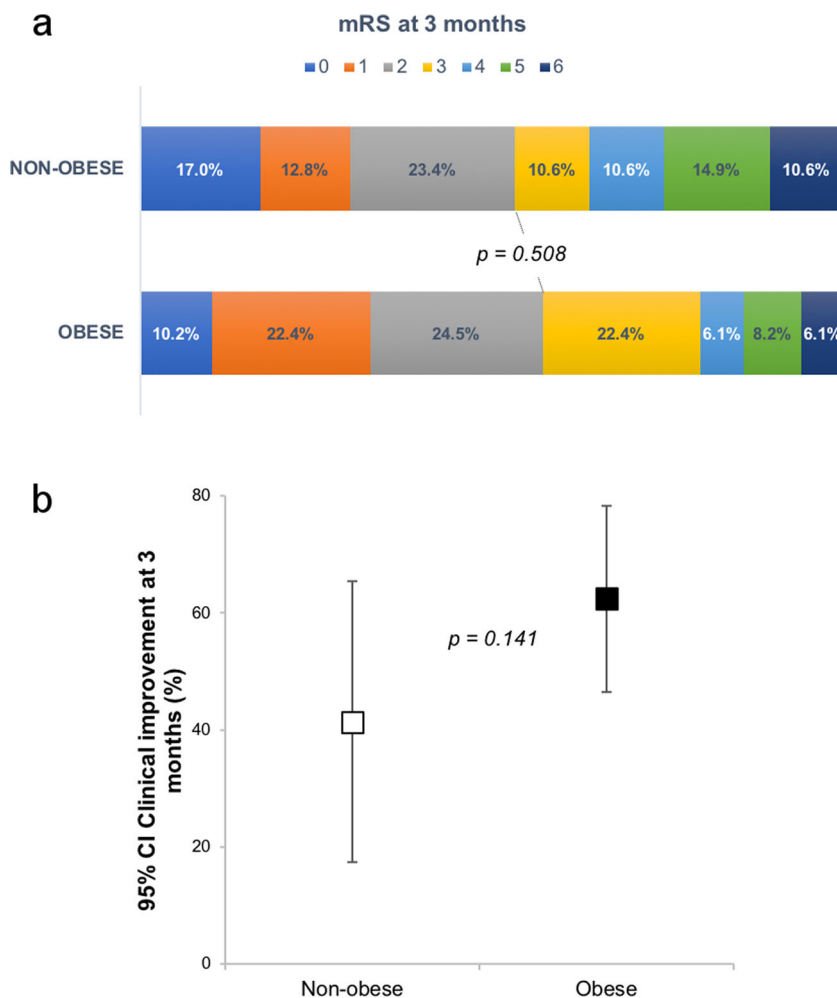 a
mRS at 3 months
0 1 2 3 4 5 6
NON-OBESE 17.0% 12.8% 23.4% 10.6% 10.6% 14.9% 10.6%
p = 0.508
OBESE 10.2% 22.4% 24.5% 22.4% 6.1% 8.2% 6.1%
b
95% CI Clinical improvement at 3
months (%)
80
60
40
20
0
p = 0.141
Non-obese Obese